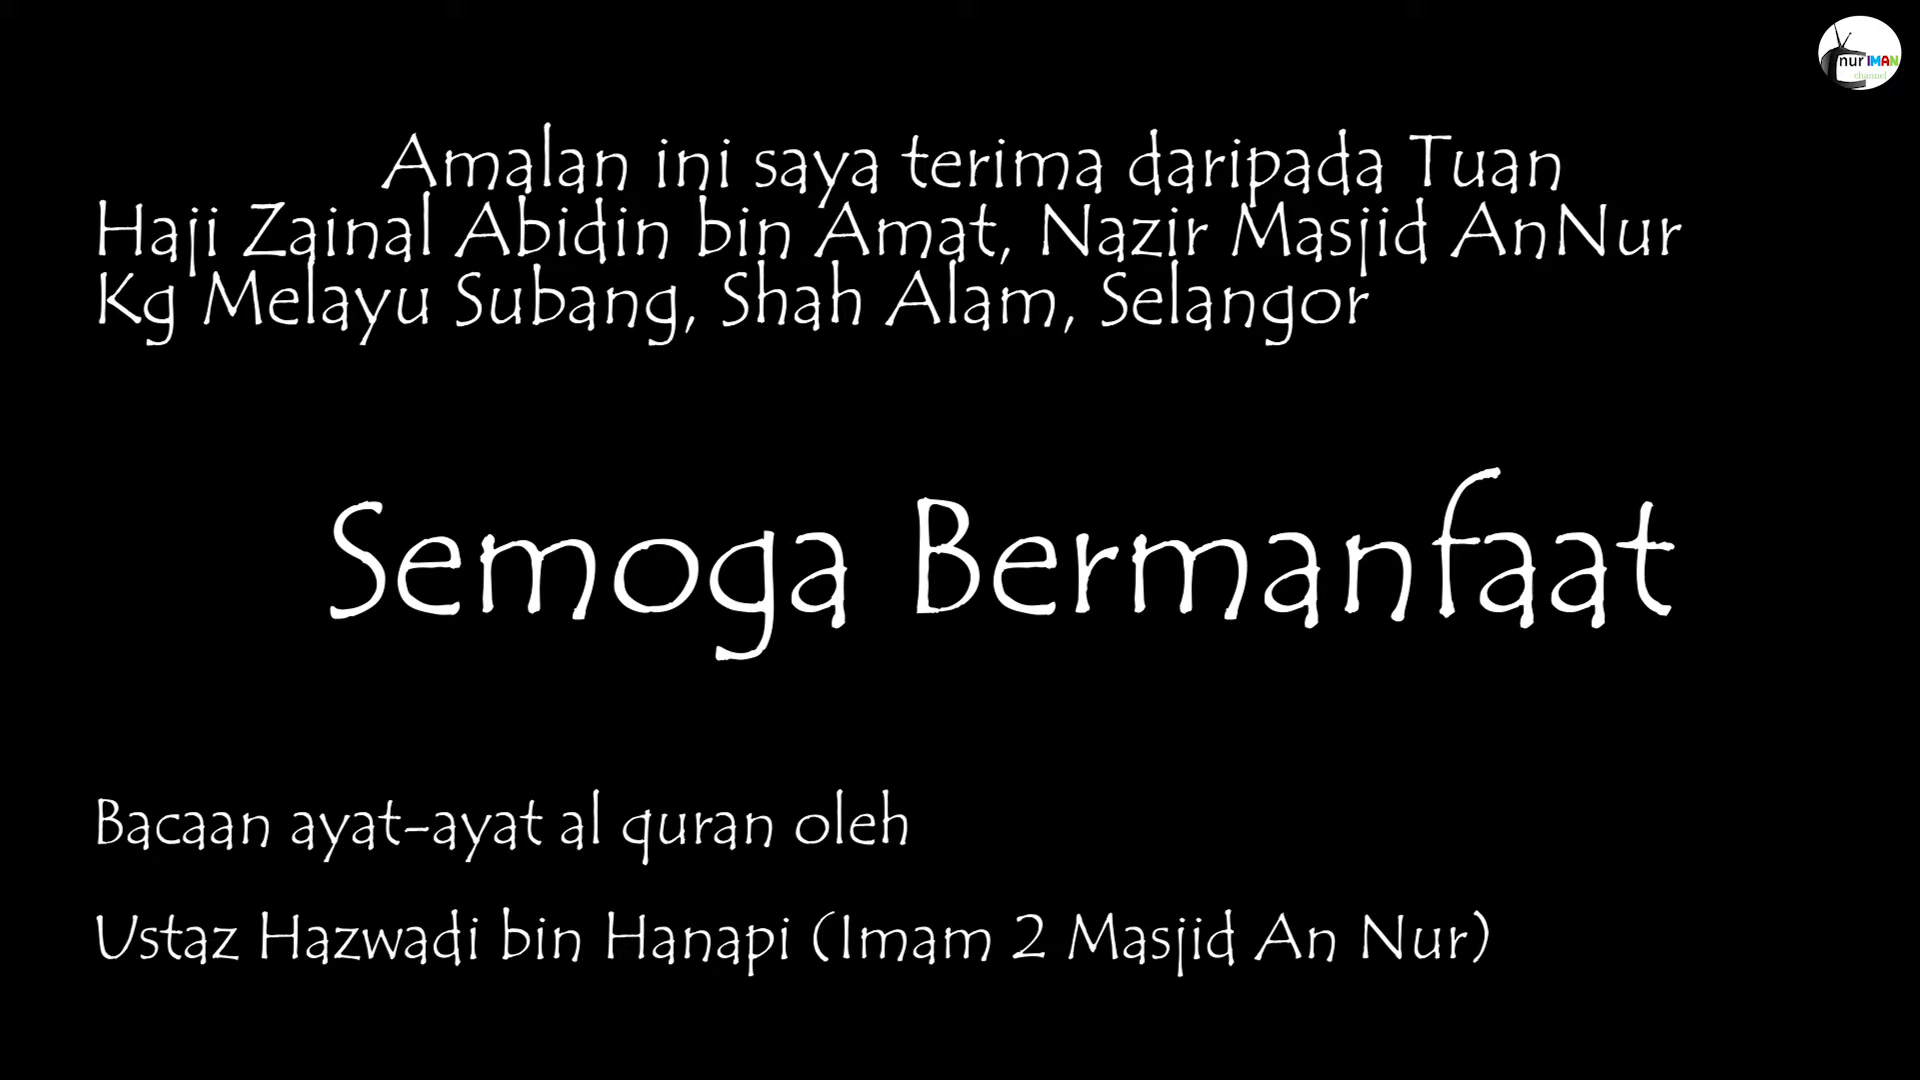 nur IMAN
channel
Amalan ini saya terima daripada Tuan
Haji Zainal Abidin bin Amat, Nazir Masjid AnNur
Kg Melayu Subang, Shah Alam, Selangor
Semoga Bermanfaat
Bacaan ayat-ayat al quran oleh
Ustaz Hazwadi bin Hanapi (Imam 2 Masjid An Nur)